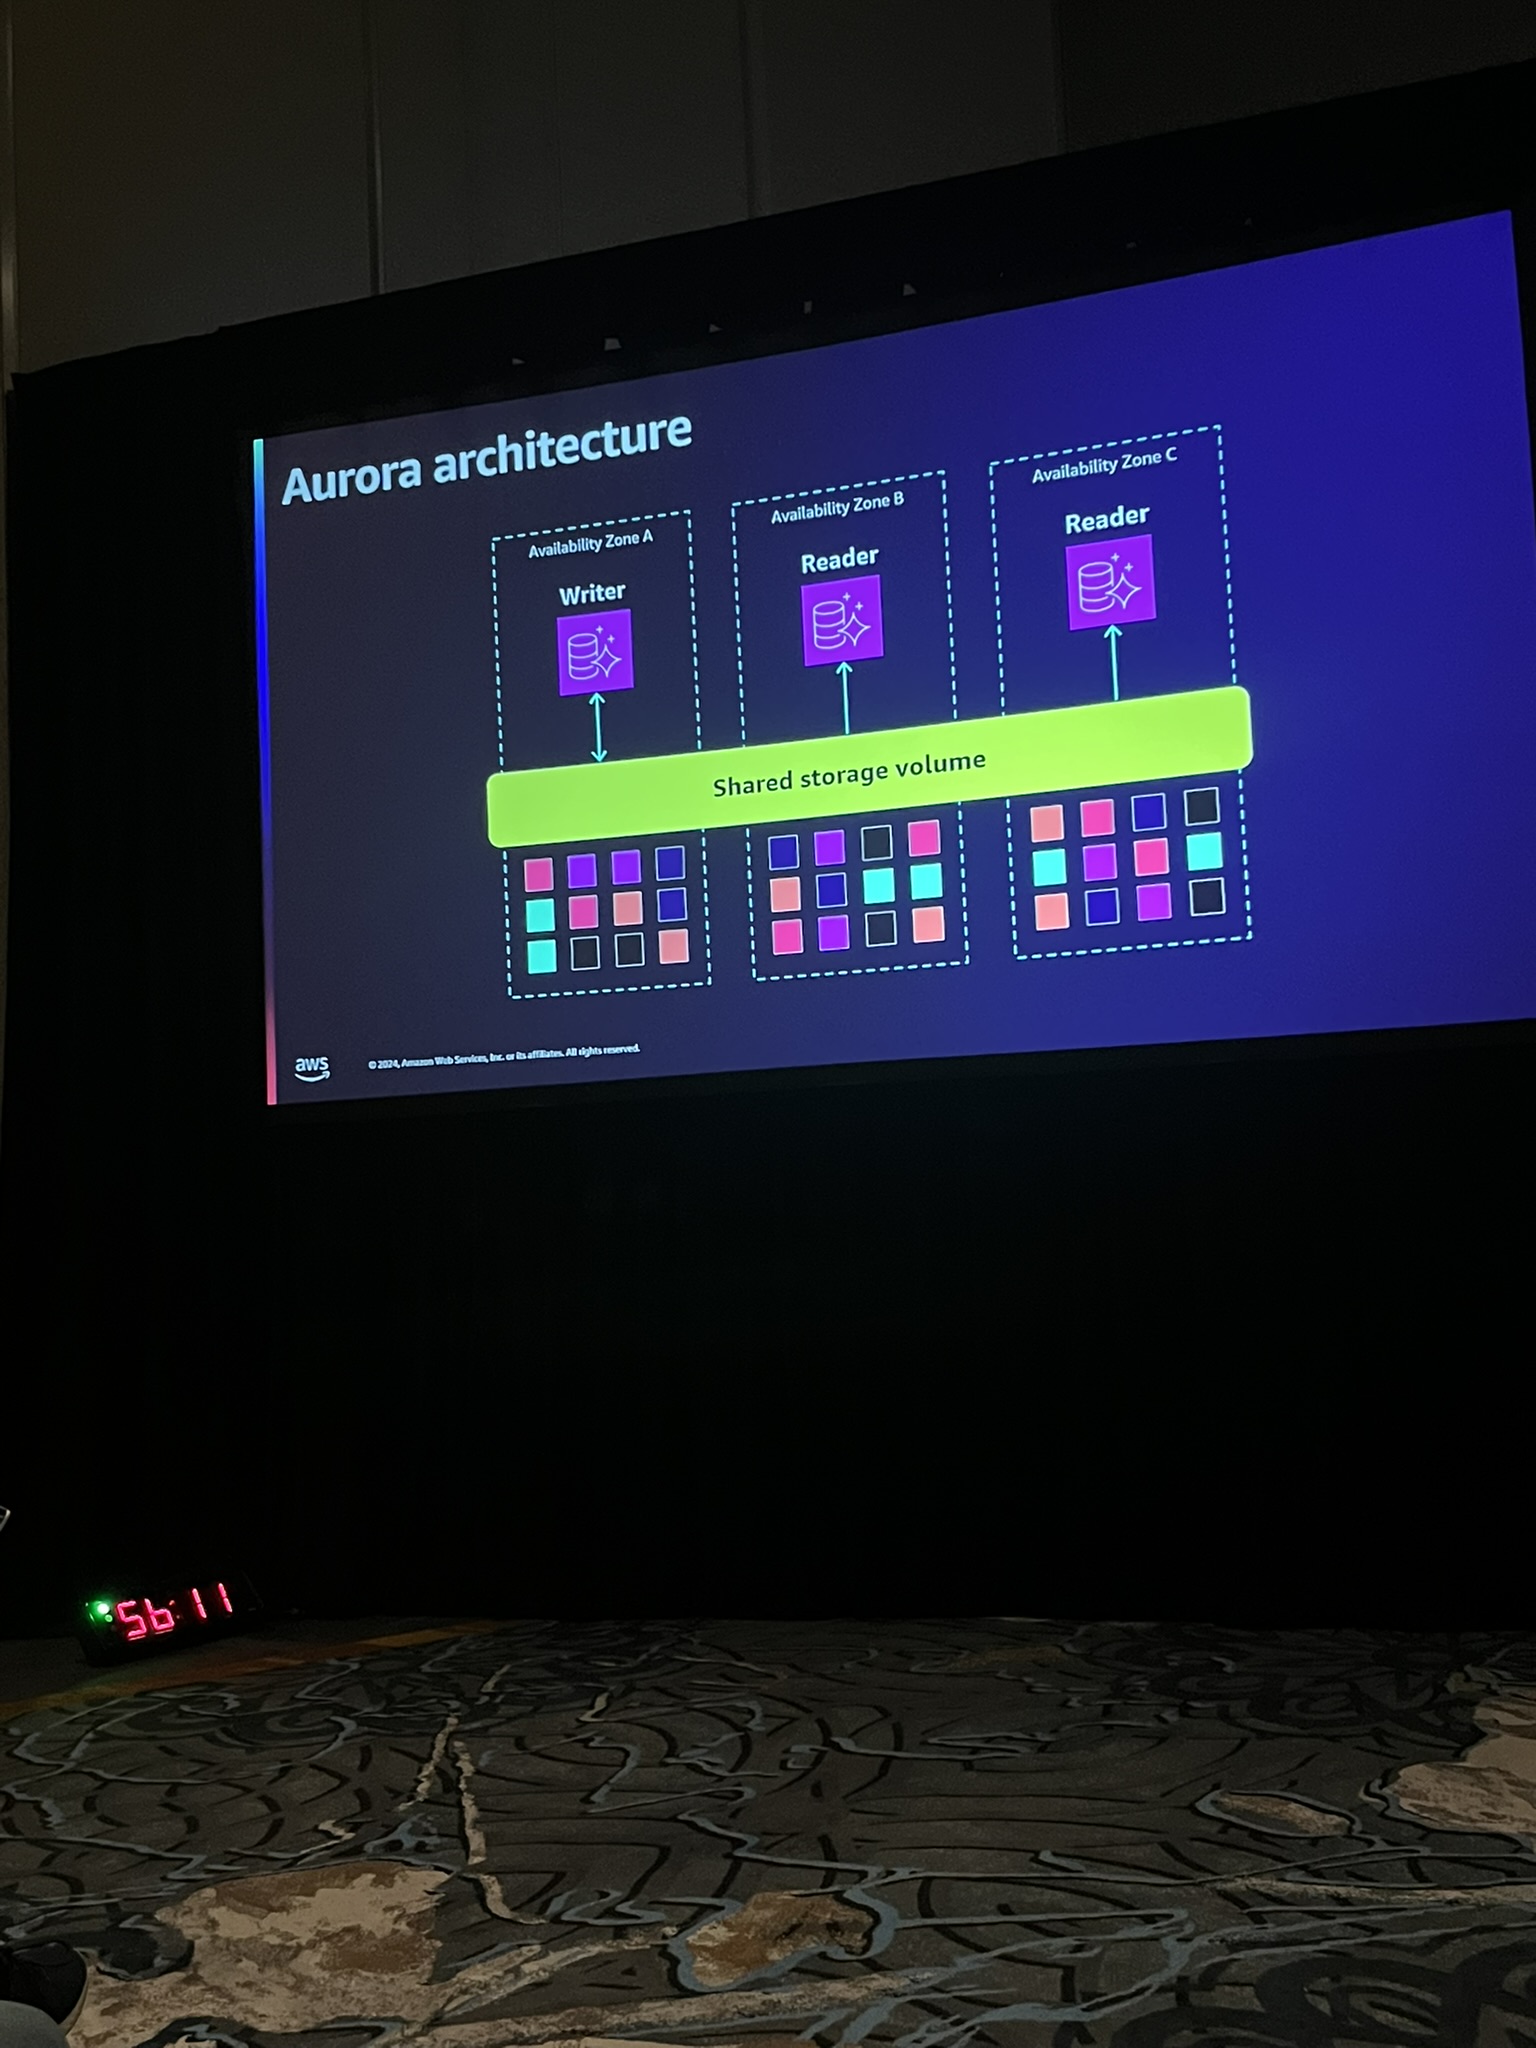 Aurora architecture
Availability Zone A
Writer
Availability Zone B
Reader
Availability Zone C
Reader
Shared storage volume
aws
© 2024, Amazon Web Services, Inc. or its affiliates. All rights reserved.
56:11